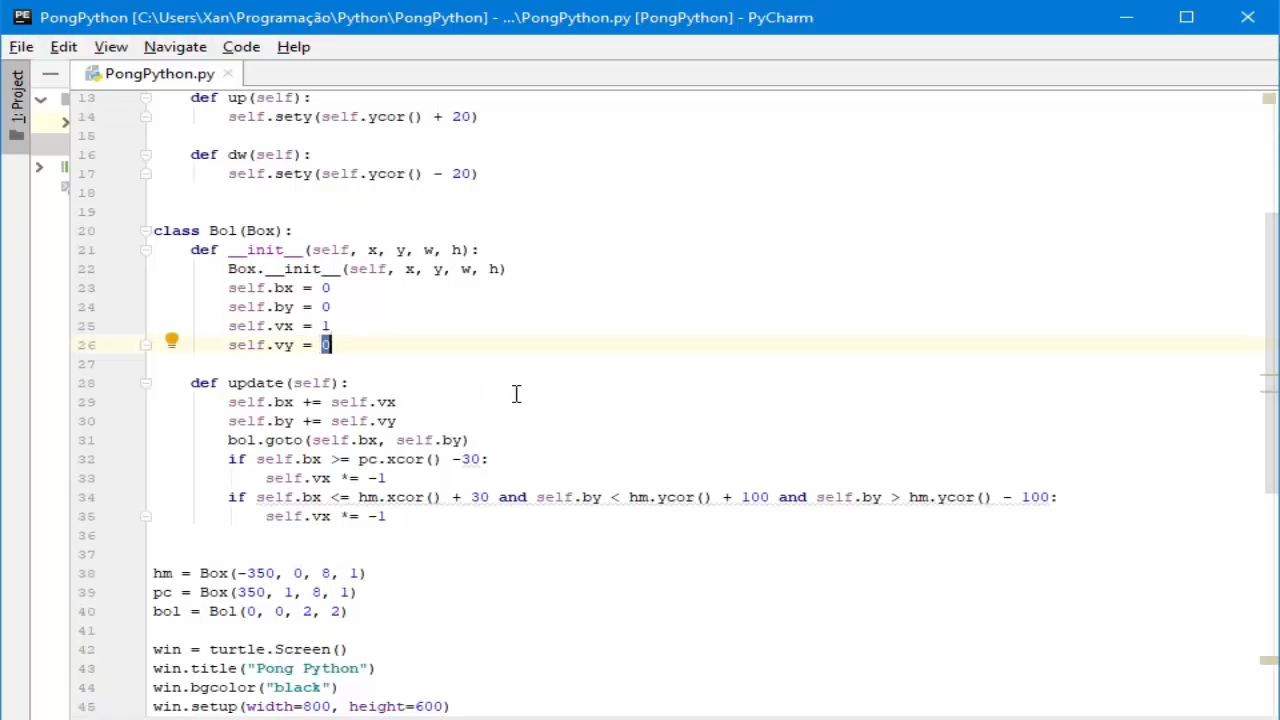 PongPython [C:\Users\Xan\Programação\Python\PongPython] - ...\PongPython.py [PongPython] - PyCharm
File Edit View Navigate Code Help
1: Project
PongPython.py
13 def up(self):
14 self.sety(self.ycor() + 20)
15
16 def dw(self):
17 self.sety(self.ycor() - 20)
18
19
20 class Bol(Box):
21 def __init__(self, x, y, w, h):
22 Box.__init__(self, x, y, w, h)
23 self.bx = 0
24 self.by = 0
25 self.vx = 1
26 self.vy = 0
27
28 def update(self):
29 self.bx += self.vx
30 self.by += self.vy
31 bol.goto(self.bx, self.by)
32 if self.bx >= pc.xcor() -30:
33 self.vx *= -1
34 if self.bx <= hm.xcor() + 30 and self.by < hm.ycor() + 100 and self.by > hm.ycor() - 100:
35 self.vx *= -1
36
37
38 hm = Box(-350, 0, 8, 1)
39 pc = Box(350, 1, 8, 1)
40 bol = Bol(0, 0, 2, 2)
41
42 win = turtle.Screen()
43 win.title("Pong Python")
44 win.bgcolor("black")
45 win.setup(width=800, height=600)